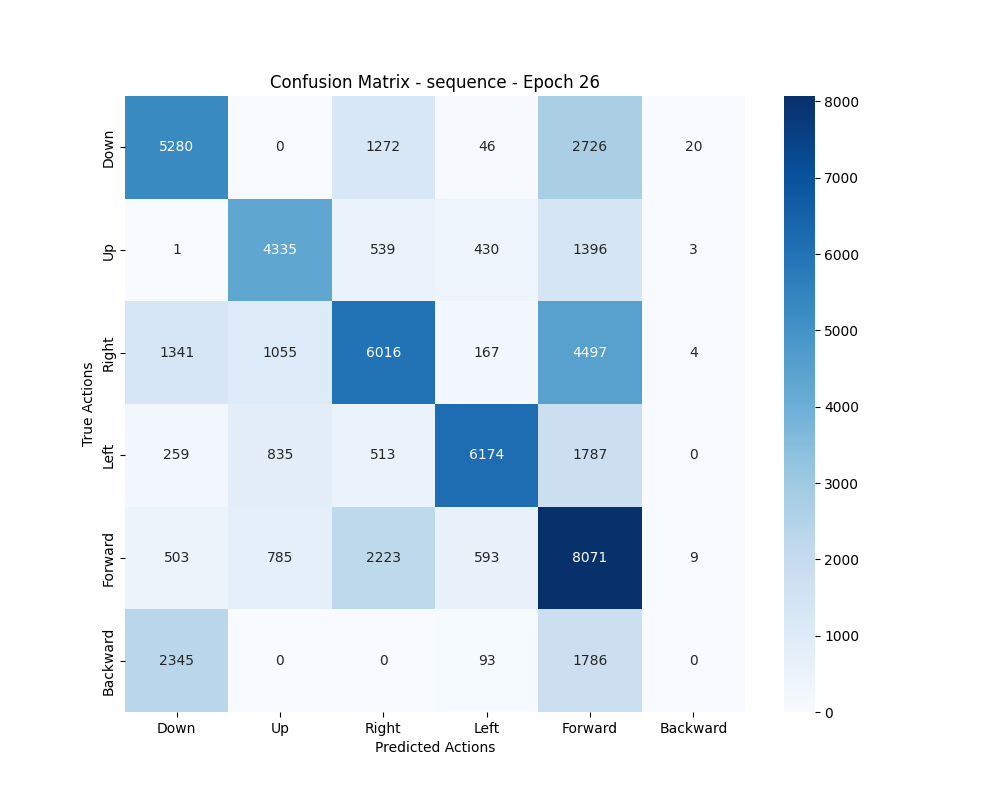 Confusion Matrix - sequence - Epoch 26
True Actions
Down 5280 0 1272 46 2726 20
Up 1 4335 539 430 1396 3
Right 1341 1055 6016 167 4497 4
Left 259 835 513 6174 1787 0
Forward 503 785 2223 593 8071 9
Backward 2345 0 0 93 1786 0
Down Up Right Left Forward Backward
Predicted Actions
8000
7000
6000
5000
4000
3000
2000
1000
0